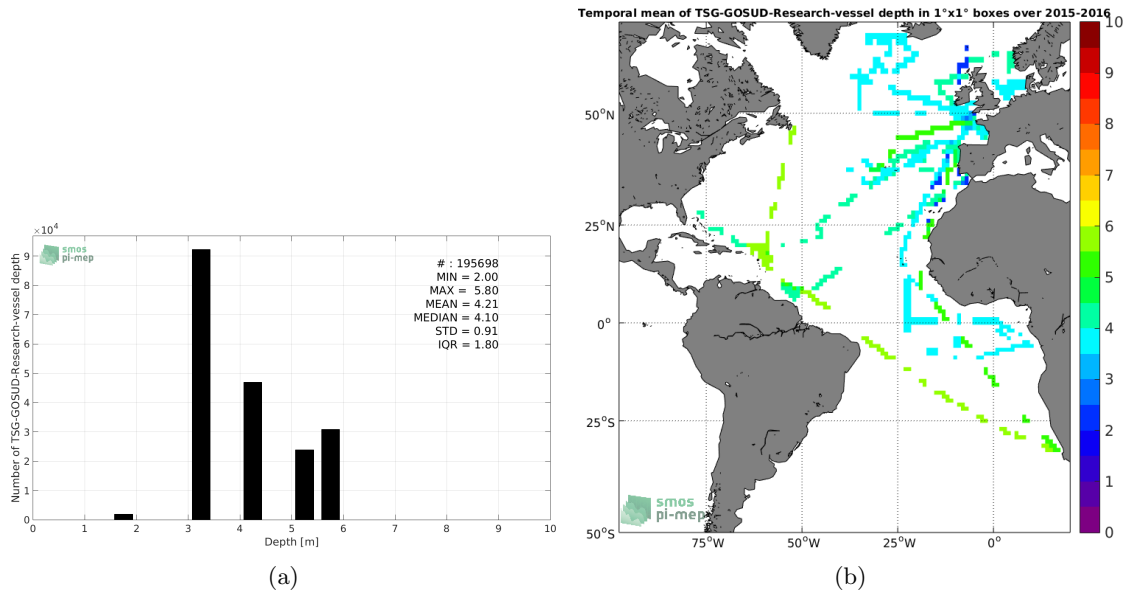 ×10⁴
smos
pi-mep
# : 195698
MIN = 2.00
MAX = 5.80
MEAN = 4.21
MEDIAN = 4.10
STD = 0.91
IQR = 1.80
Number of TSG-GOSUD-Research-vessel depth
9
8
7
6
5
4
3
2
1
0
0 1 2 3 4 5 6 7 8 9 10
Depth [m]
(a)
Temporal mean of TSG-GOSUD-Research-vessel depth in 1°x1° boxes over 2015-2016
50°N
25°N
0°
25°S
50°S
75°W 50°W 25°W 0°
smos
pi-mep
10
9
8
7
6
5
4
3
2
1
0
(b)